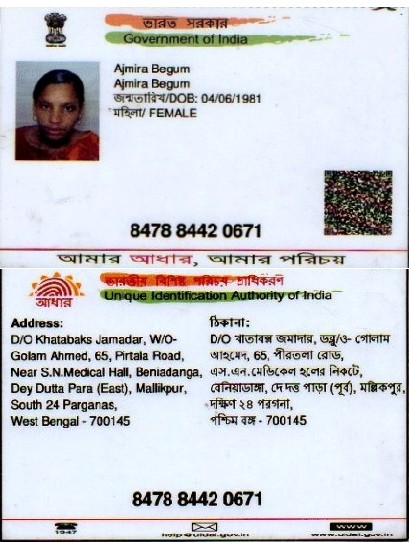 ভারত সরকার
Government of India
Ajmira Begum
Ajmira Begum
জন্মতারিখ/DOB: 04/06/1981
মহিলা/ FEMALE
8478 8442 0671
আমার আধার, আমার পরিচয়
ভারতীয় বিশিষ্ট পরিচয় প্রাধিকরণ
Unique Identification Authority of India
আধার
Address:
D/O Khatabaks Jamadar, W/O-
Golam Ahmed, 65, Pirtala Road,
Near S.N.Medical Hall, Beniadanga,
Dey Dutta Para (East), Mallikpur,
South 24 Parganas,
West Bengal - 700145
ঠিকানা:
D/O খাতাবক্স জমাদার, ডব্লু/ও- গোলাম
আহমেদ, 65, পীরতলা রোড,
এস.এন.মেডিকেল হলের নিকটে,
বেনিয়াডাঙ্গা, দে দত্ত পাড়া (পূর্ব), মল্লিকপুর,
দক্ষিণ ২৪ পরগনা,
পশ্চিম বঙ্গ - 700145
8478 8442 0671
1947
help@uidai.gov.in
www.uidai.gov.in